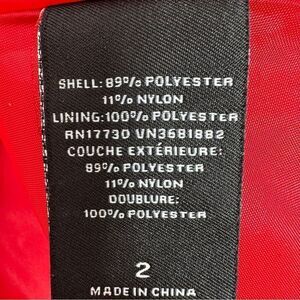 SHELL: 89% POLYESTER
11% NYLON
LINING:100% POLYESTER
RN17730 VN3681882
COUCHE EXTÉRIEURE:
89% POLYESTER
11% NYLON
DOUBLURE:
100% POLYESTER
2
MADE IN CHINA